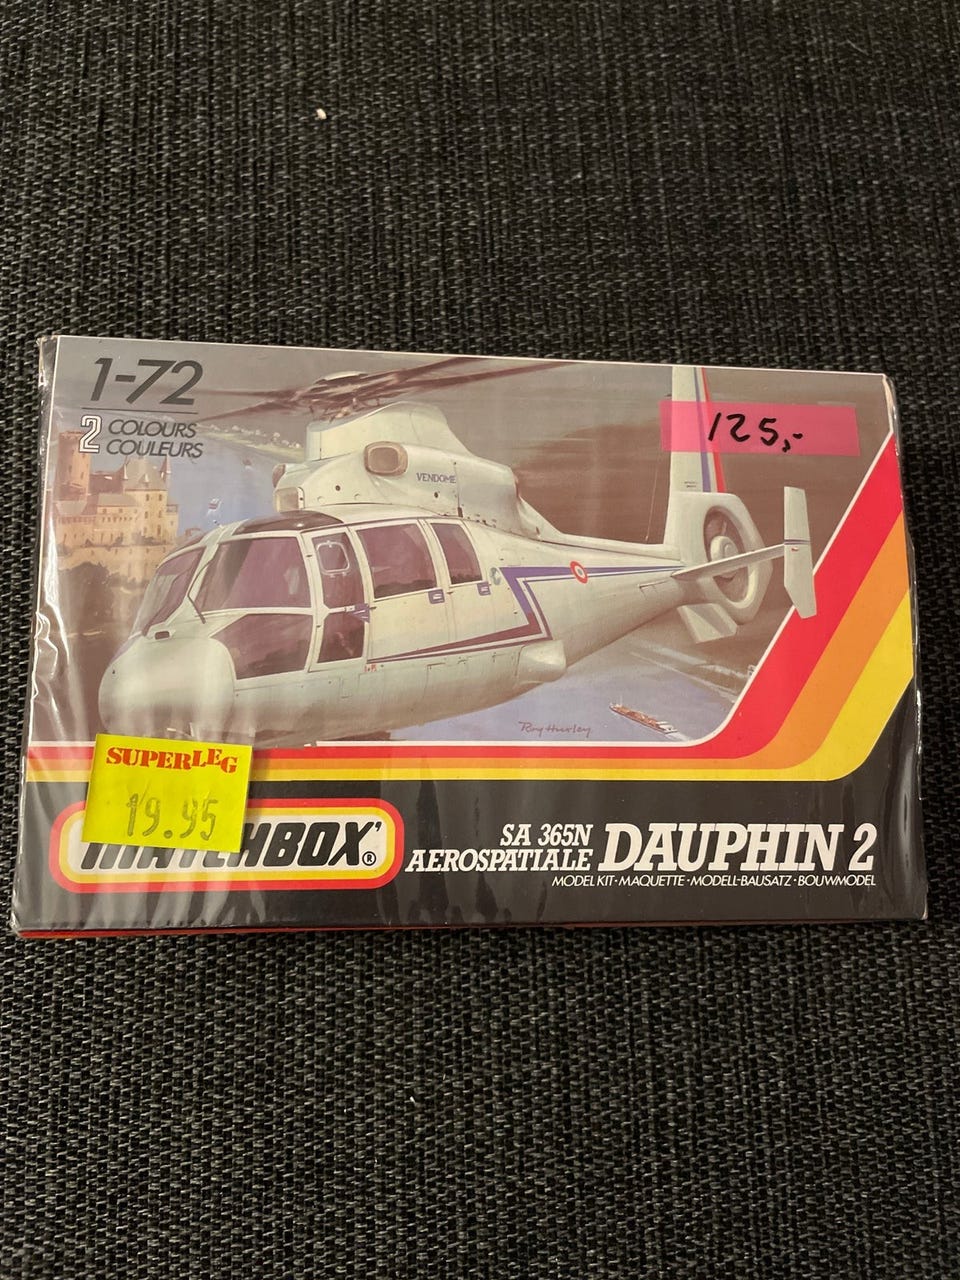 1-72
2 COLOURS
COULEURS
125,-
VENDOME
Roy Huxley
SUPERLEG
19.95
MATCHBOX®
SA 365N
AEROSPATIALE DAUPHIN 2
MODEL KIT·MAQUETTE·MODELL-BAUSATZ·BOUWMODEL